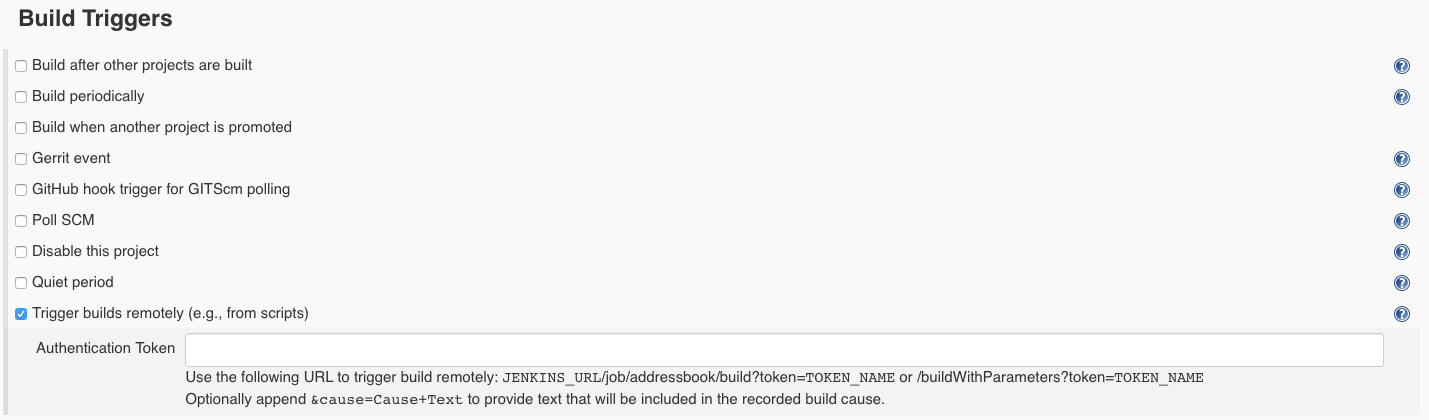 Build Triggers
Build after other projects are built
Build periodically
Build when another project is promoted
Gerrit event
GitHub hook trigger for GITScm polling
Poll SCM
Disable this project
Quiet period
Trigger builds remotely (e.g., from scripts)
Authentication Token
Use the following URL to trigger build remotely: JENKINS_URL/job/addressbook/build?token=TOKEN_NAME or /buildWithParameters?token=TOKEN_NAME
Optionally append &cause=Cause+Text to provide text that will be included in the recorded build cause.